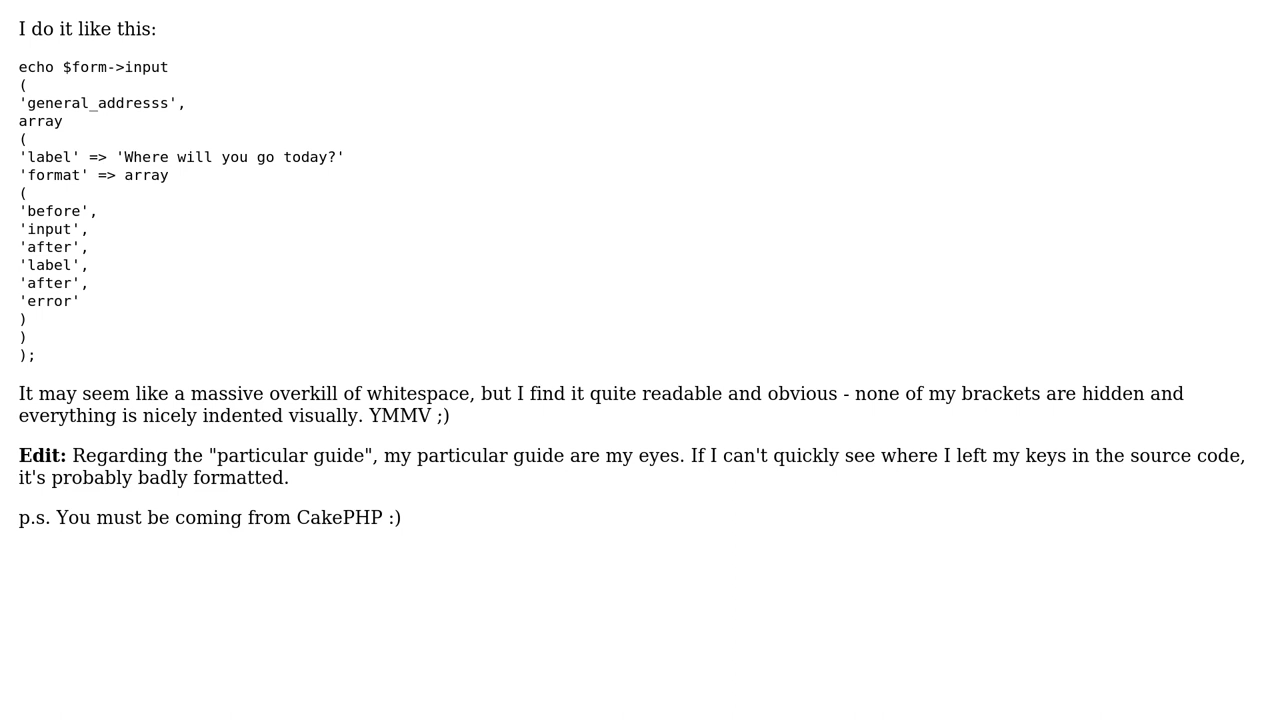 I do it like this:
echo $form->input
(
'general_addresss',
array
(
'label' => 'Where will you go today?'
'format' => array
(
'before',
'input',
'after',
'label',
'after',
'error'
)
)
);
It may seem like a massive overkill of whitespace, but I find it quite readable and obvious - none of my brackets are hidden and
everything is nicely indented visually. YMMV ;)
Edit: Regarding the "particular guide", my particular guide are my eyes. If I can't quickly see where I left my keys in the source code,
it's probably badly formatted.
p.s. You must be coming from CakePHP :)